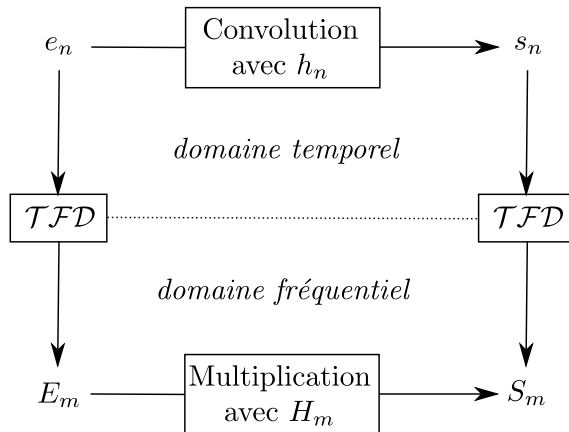 e_n
Convolution
avec h_n
s_n
domaine temporel
TFD
TFD
domaine fréquentiel
E_m
Multiplication
avec H_m
S_m